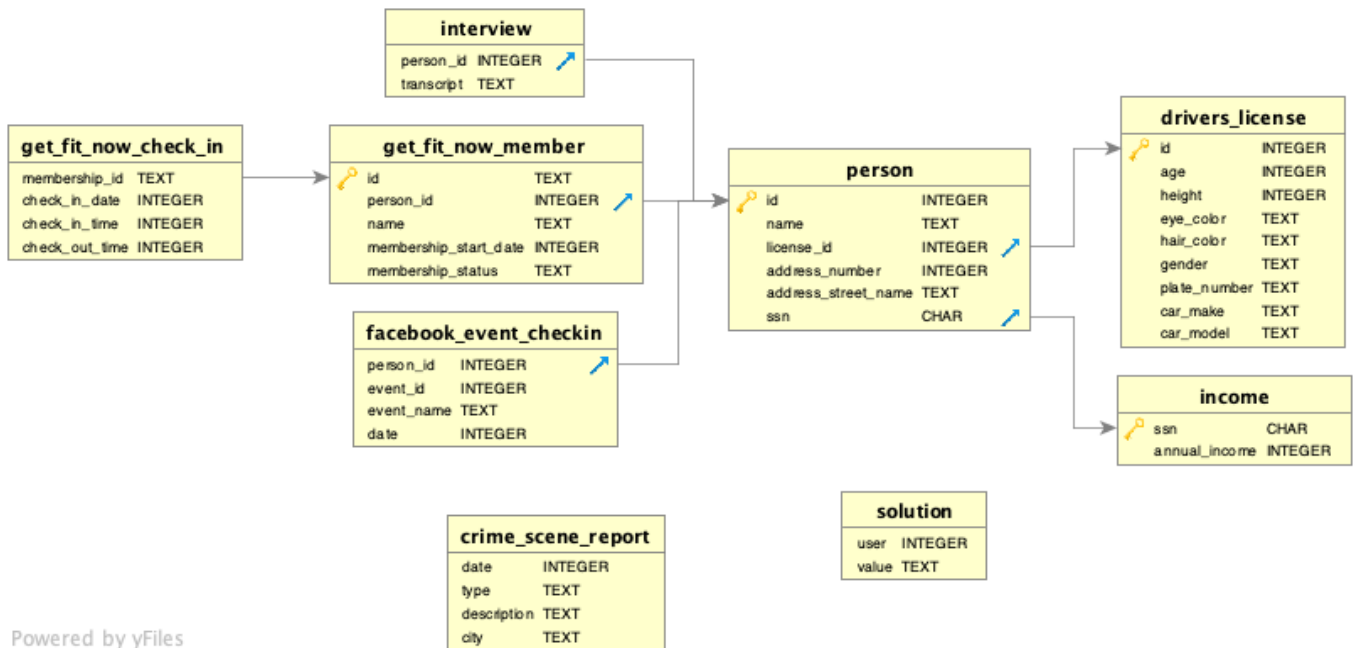 interview
person_id INTEGER
transcript TEXT
get_fit_now_check_in
membership_id TEXT
check_in_date INTEGER
check_in_time INTEGER
check_out_time INTEGER
get_fit_now_member
id TEXT
person_id INTEGER
name TEXT
membership_start_date INTEGER
membership_status TEXT
facebook_event_checkin
person_id INTEGER
event_id INTEGER
event_name TEXT
date INTEGER
person
id INTEGER
name TEXT
license_id INTEGER
address_number INTEGER
address_street_name TEXT
ssn CHAR
drivers_license
id INTEGER
age INTEGER
height INTEGER
eye_color TEXT
hair_color TEXT
gender TEXT
plate_number TEXT
car_make TEXT
car_model TEXT
income
ssn CHAR
annual_income INTEGER
solution
user INTEGER
value TEXT
crime_scene_report
date INTEGER
type TEXT
description TEXT
city TEXT
Powered by yFiles